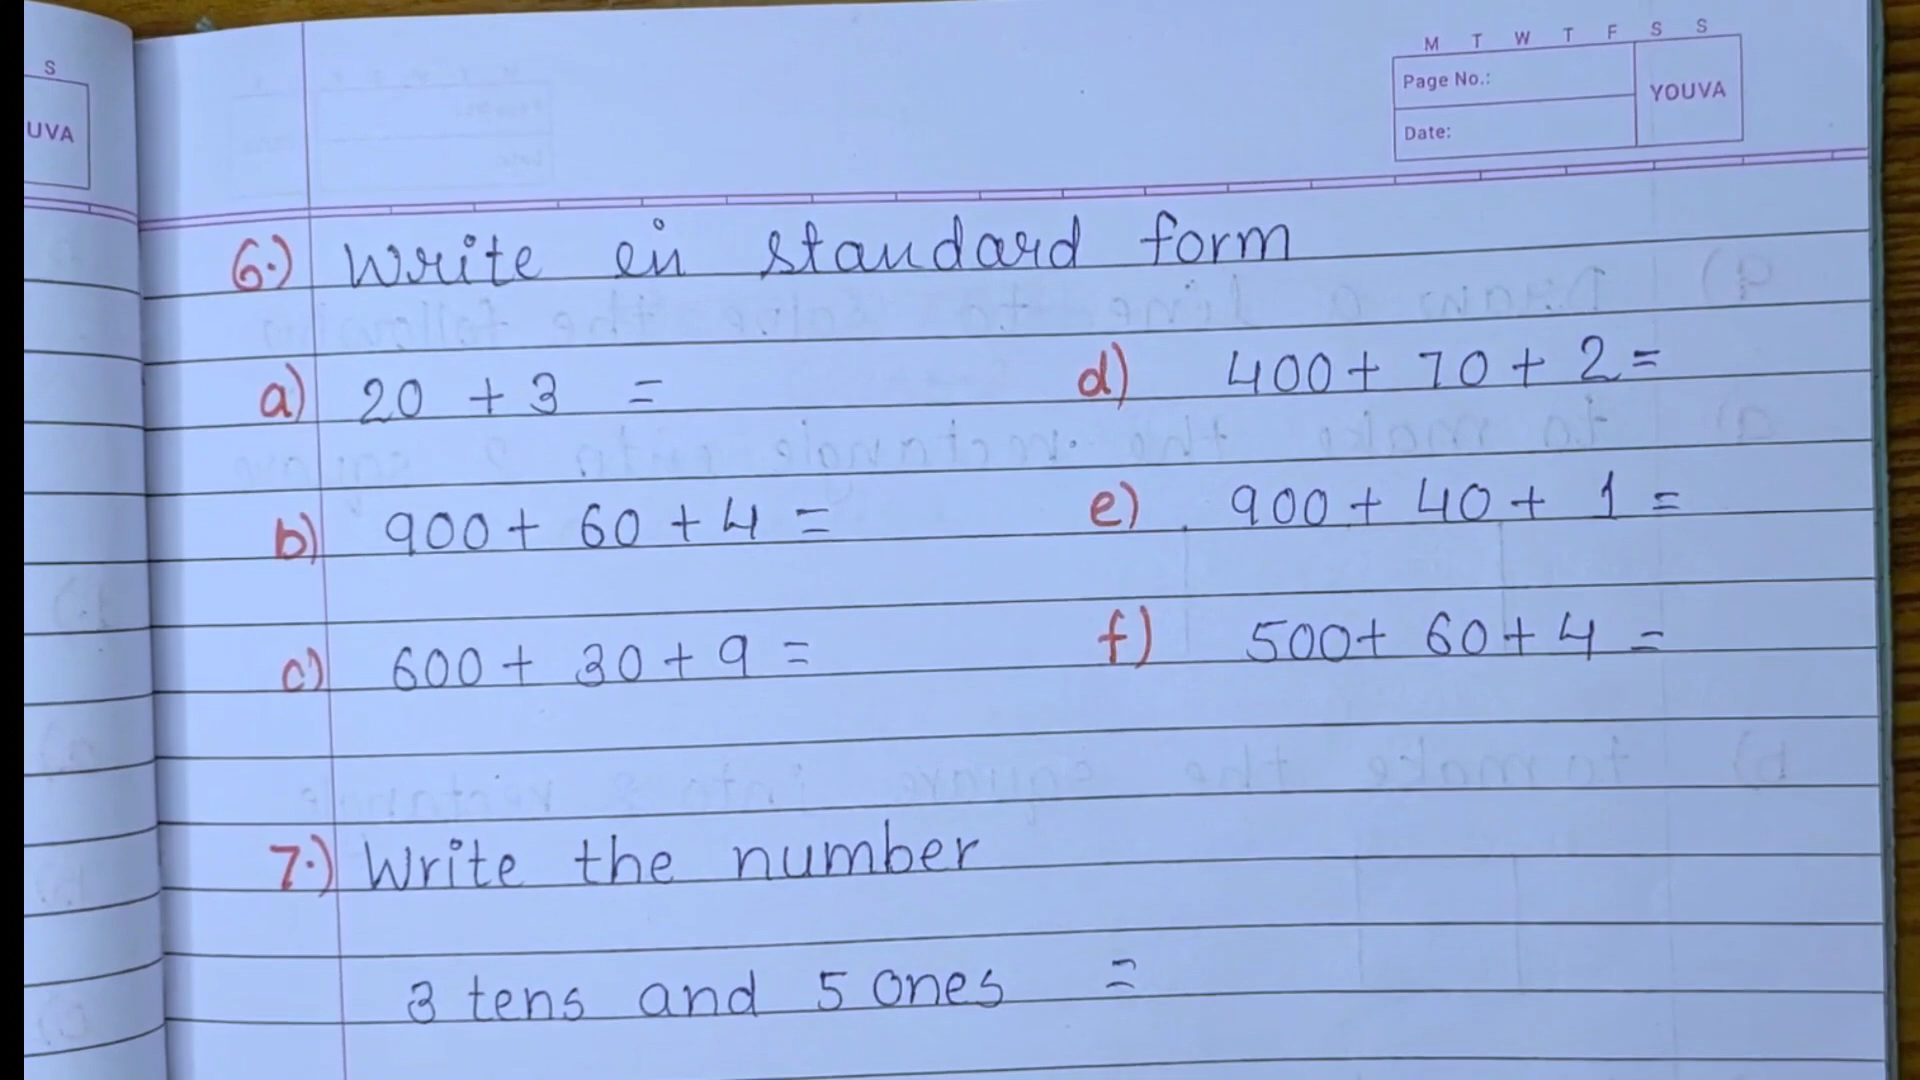 S
UVA
M T W T F S S
Page No.:
YOUVA
Date:
6.) Write in standard form
a) 20 + 3 =
d) 400 + 70 + 2 =
b) 900 + 60 + 4 =
e) 900 + 40 + 1 =
c) 600 + 30 + 9 =
f) 500 + 60 + 4 =
7.) Write the number
3 tens and 5 ones =